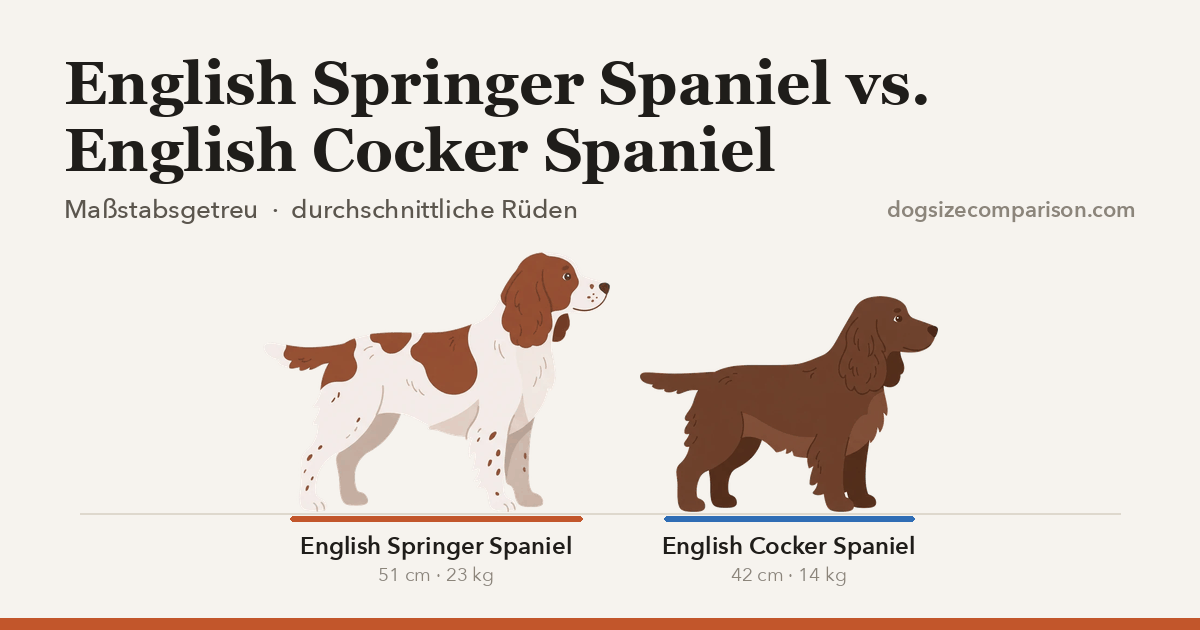 English Springer Spaniel vs.
English Cocker Spaniel
Maßstabsgetreu · durchschnittliche Rüden
dogsizecomparison.com
English Springer Spaniel
51 cm · 23 kg
English Cocker Spaniel
42 cm · 14 kg